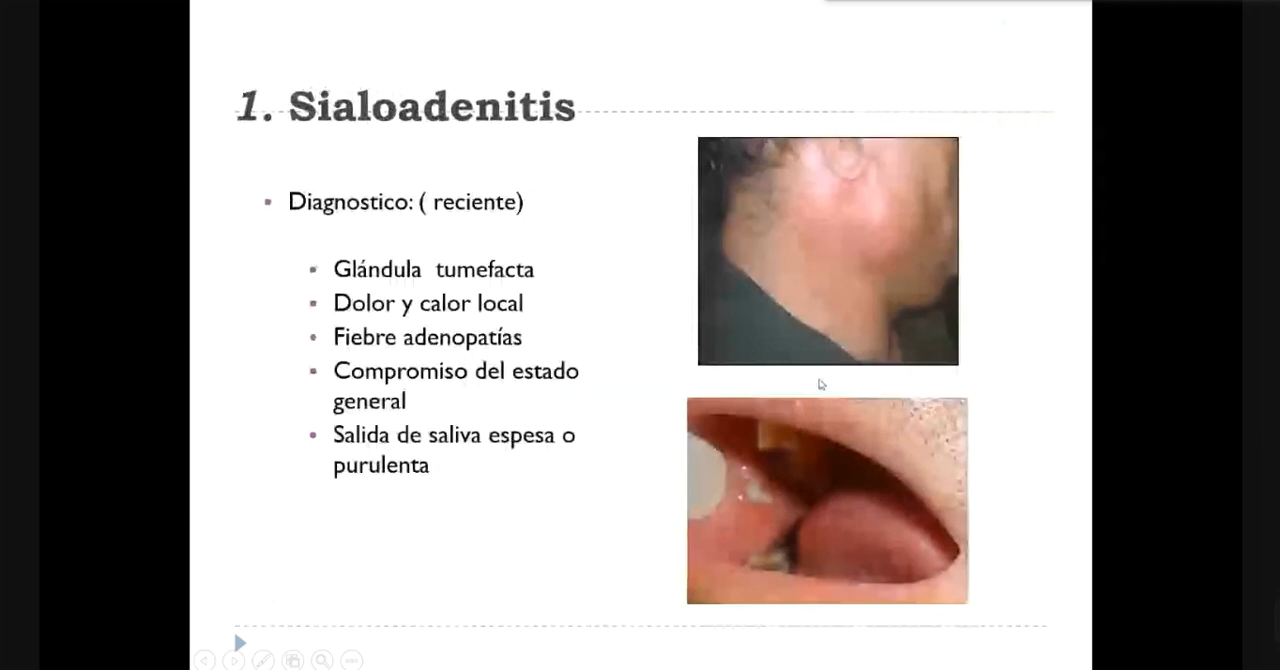 1. Sialoadenitis
Diagnostico: ( reciente)
Glándula tumefacta
Dolor y calor local
Fiebre adenopatías
Compromiso del estado
general
Salida de saliva espesa o
purulenta